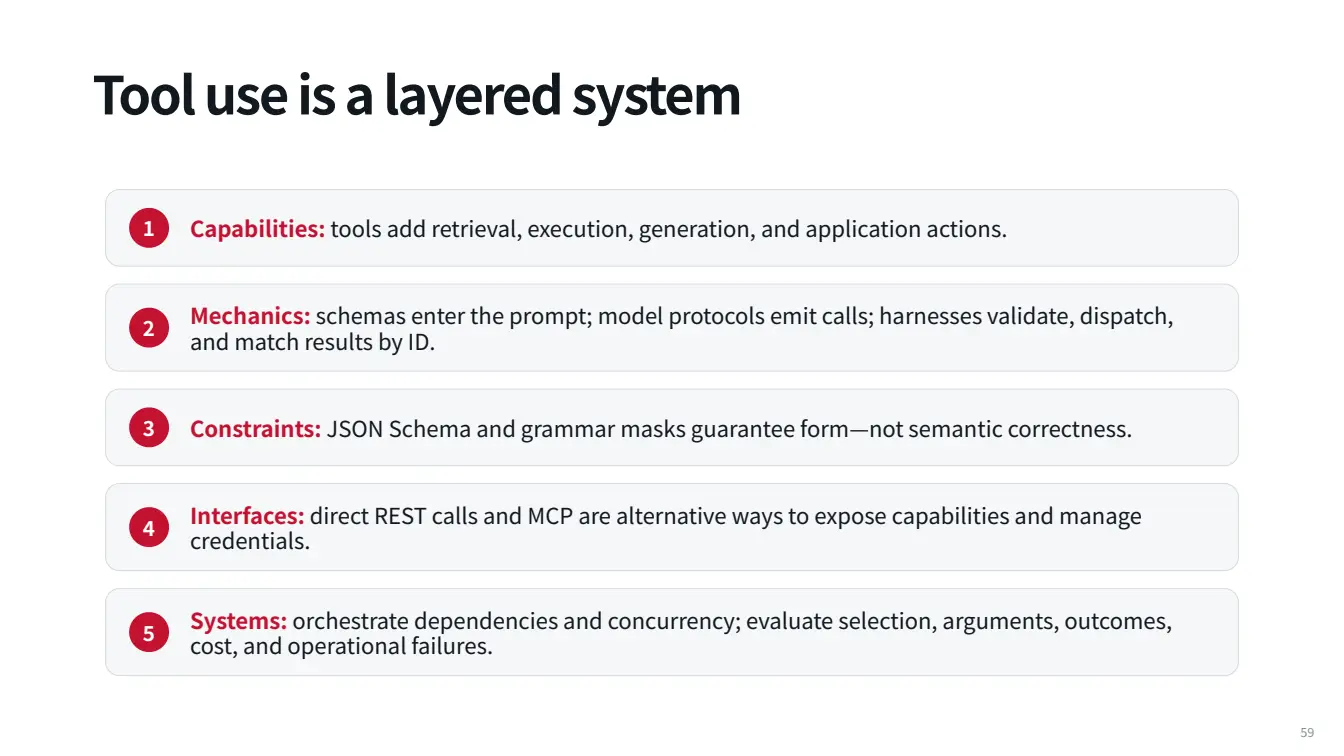 Tool use is a layered system
1
Capabilities: tools add retrieval, execution, generation, and application actions.
2
Mechanics: schemas enter the prompt; model protocols emit calls; harnesses validate, dispatch,
and match results by ID.
3
Constraints: JSON Schema and grammar masks guarantee form—not semantic correctness.
4
Interfaces: direct REST calls and MCP are alternative ways to expose capabilities and manage
credentials.
5
Systems: orchestrate dependencies and concurrency; evaluate selection, arguments, outcomes,
cost, and operational failures.
59